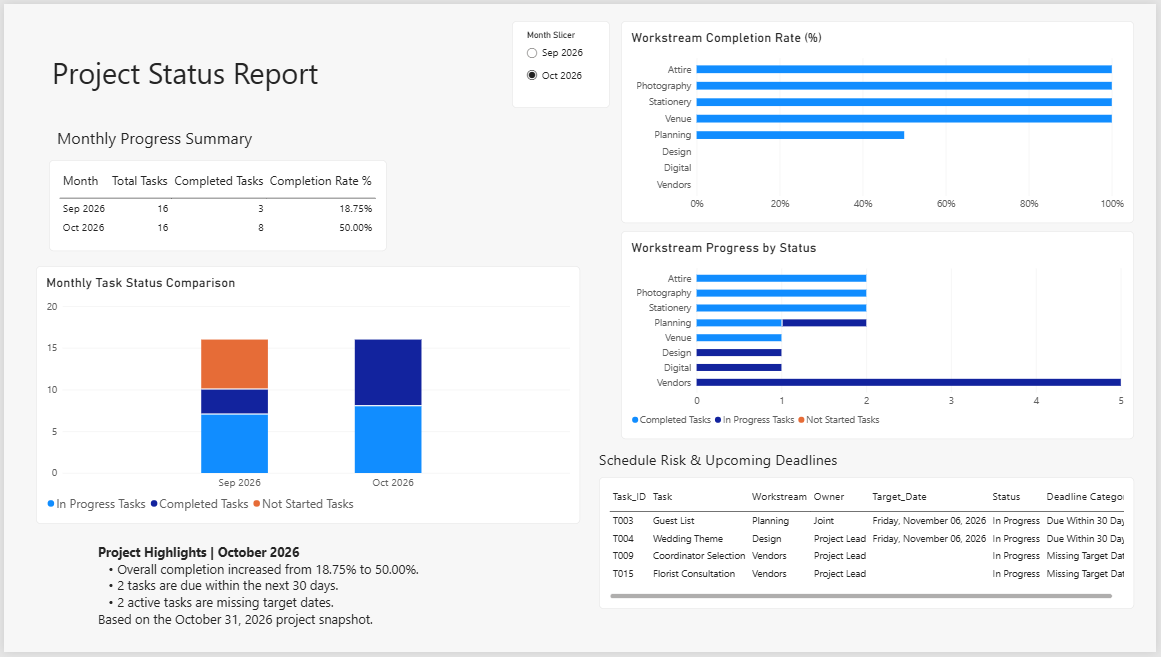 Project Status Report
Month Slicer
Sep 2026
Oct 2026
Monthly Progress Summary
Month Total Tasks Completed Tasks Completion Rate %
Sep 2026 16 3 18.75%
Oct 2026 16 8 50.00%
Monthly Task Status Comparison
20
15
10
5
0
Sep 2026 Oct 2026
In Progress Tasks Completed Tasks Not Started Tasks
Project Highlights | October 2026
• Overall completion increased from 18.75% to 50.00%.
• 2 tasks are due within the next 30 days.
• 2 active tasks are missing target dates.
Based on the October 31, 2026 project snapshot.
Workstream Completion Rate (%)
Attire
Photography
Stationery
Venue
Planning
Design
Digital
Vendors
0% 20% 40% 60% 80% 100%
Workstream Progress by Status
Attire
Photography
Stationery
Planning
Venue
Design
Digital
Vendors
0 1 2 3 4 5
Completed Tasks In Progress Tasks Not Started Tasks
Schedule Risk & Upcoming Deadlines
Task_ID Task Workstream Owner Target_Date Status Deadline Catego
T003 Guest List Planning Joint Friday, November 06, 2026 In Progress Due Within 30 Day
T004 Wedding Theme Design Project Lead Friday, November 06, 2026 In Progress Due Within 30 Day
T009 Coordinator Selection Vendors Project Lead In Progress Missing Target Dat
T015 Florist Consultation Vendors Project Lead In Progress Missing Target Dat